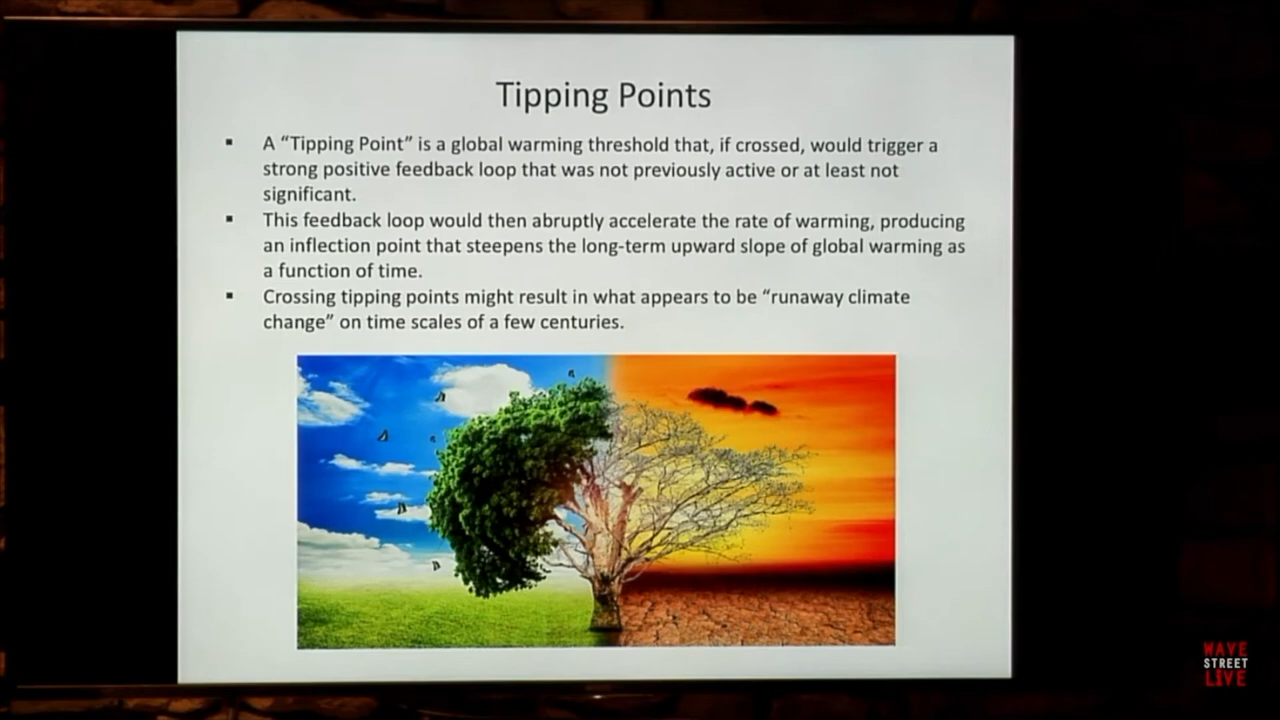 Tipping Points
▪ A “Tipping Point” is a global warming threshold that, if crossed, would trigger a
strong positive feedback loop that was not previously active or at least not
significant.
▪ This feedback loop would then abruptly accelerate the rate of warming, producing
an inflection point that steepens the long-term upward slope of global warming as
a function of time.
▪ Crossing tipping points might result in what appears to be “runaway climate
change” on time scales of a few centuries.
WAVE
STREET
LIVE